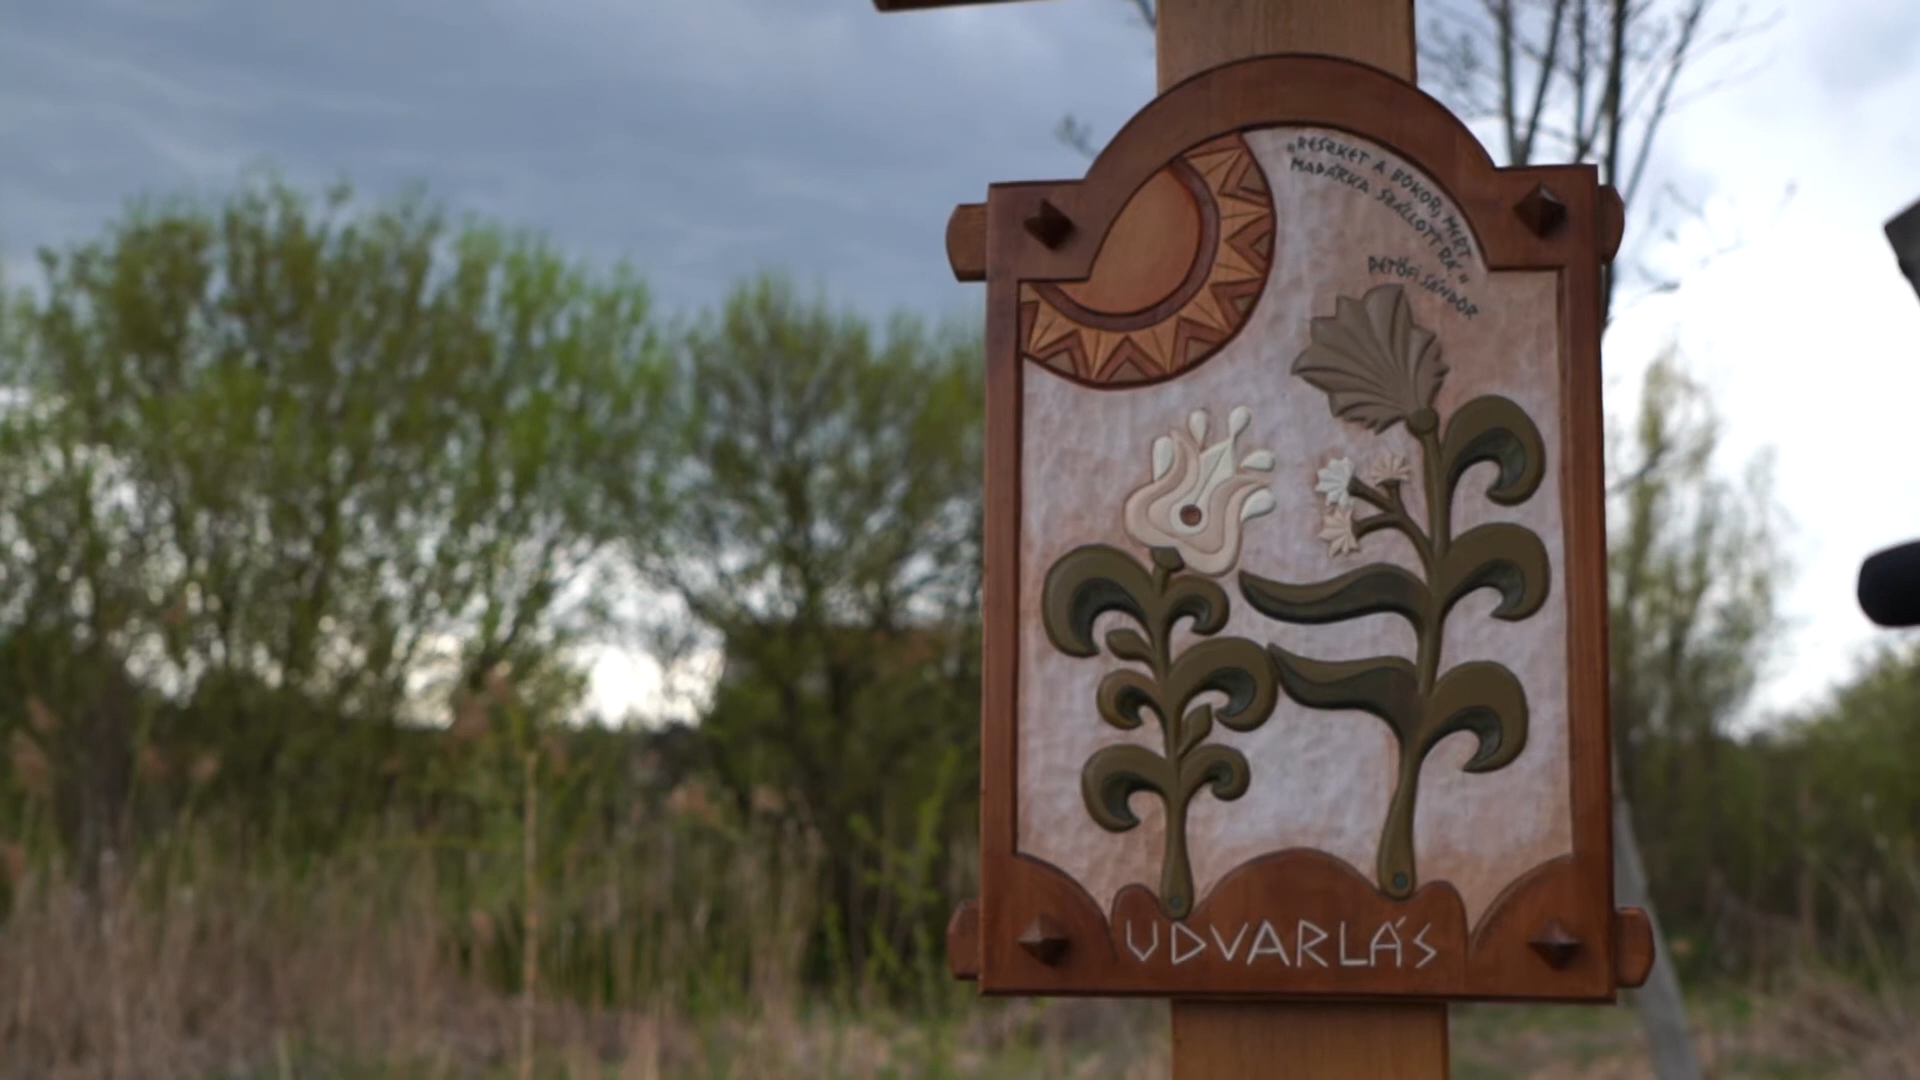 „RESZKET A BOKOR, MERT
MADÁRKA SZÁLLOTT RÁ"
PETŐFI SÁNDOR
UDVARLÁS